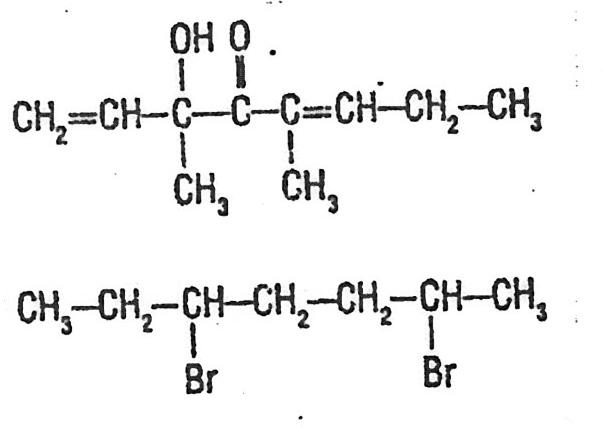 OH O
CH₂=CH–C–C–C=CH–CH₂–CH₃
CH₃ CH₃
CH₃–CH₂–CH–CH₂–CH₂–CH–CH₃
Br Br